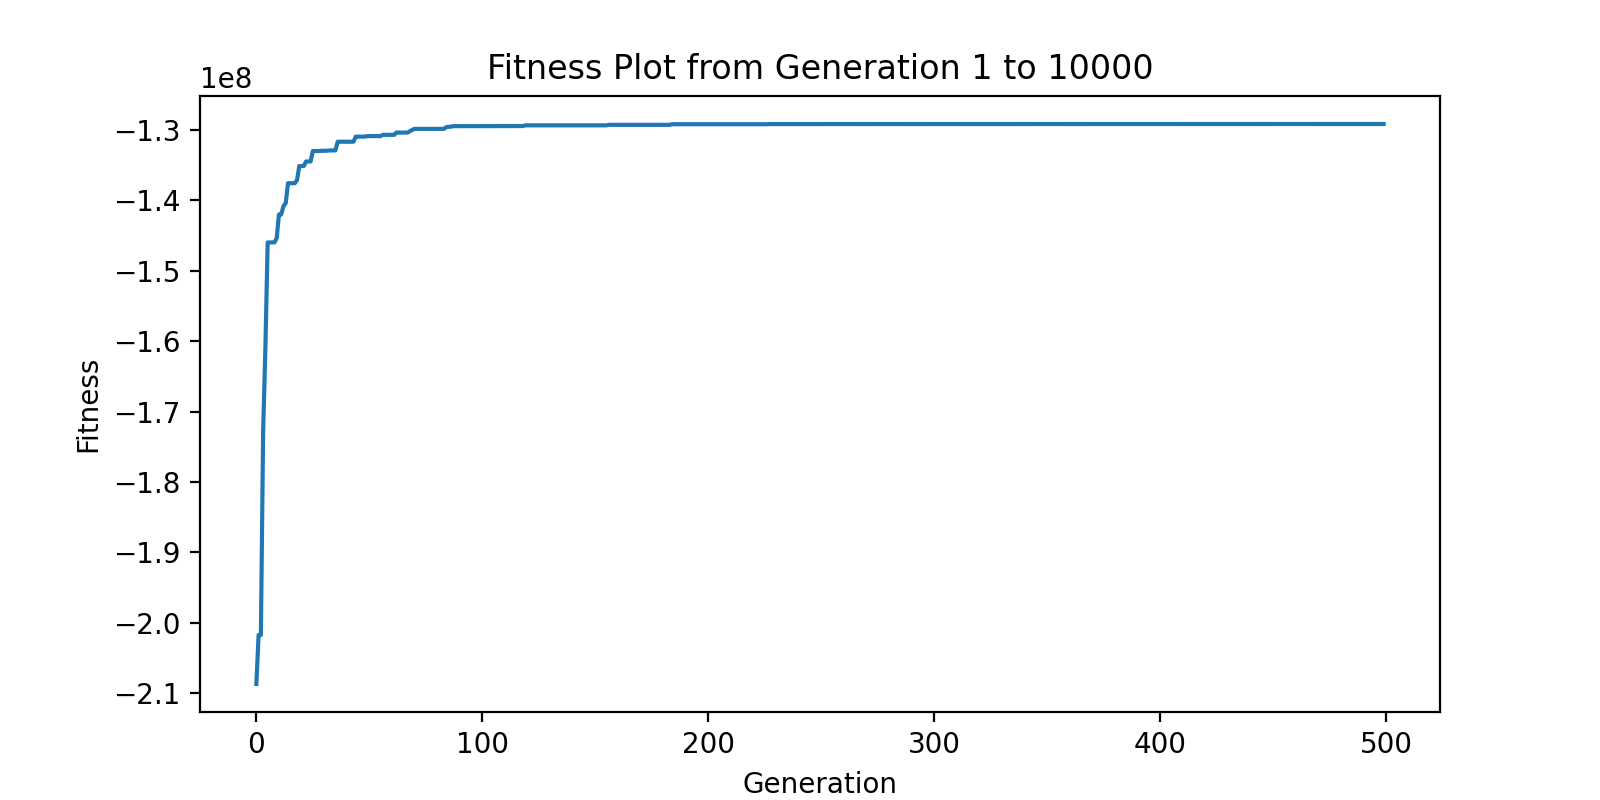 Fitness Plot from Generation 1 to 10000
1e8
−1.3
−1.4
−1.5
−1.6
−1.7
−1.8
−1.9
−2.0
−2.1
Fitness
0 100 200 300 400 500
Generation